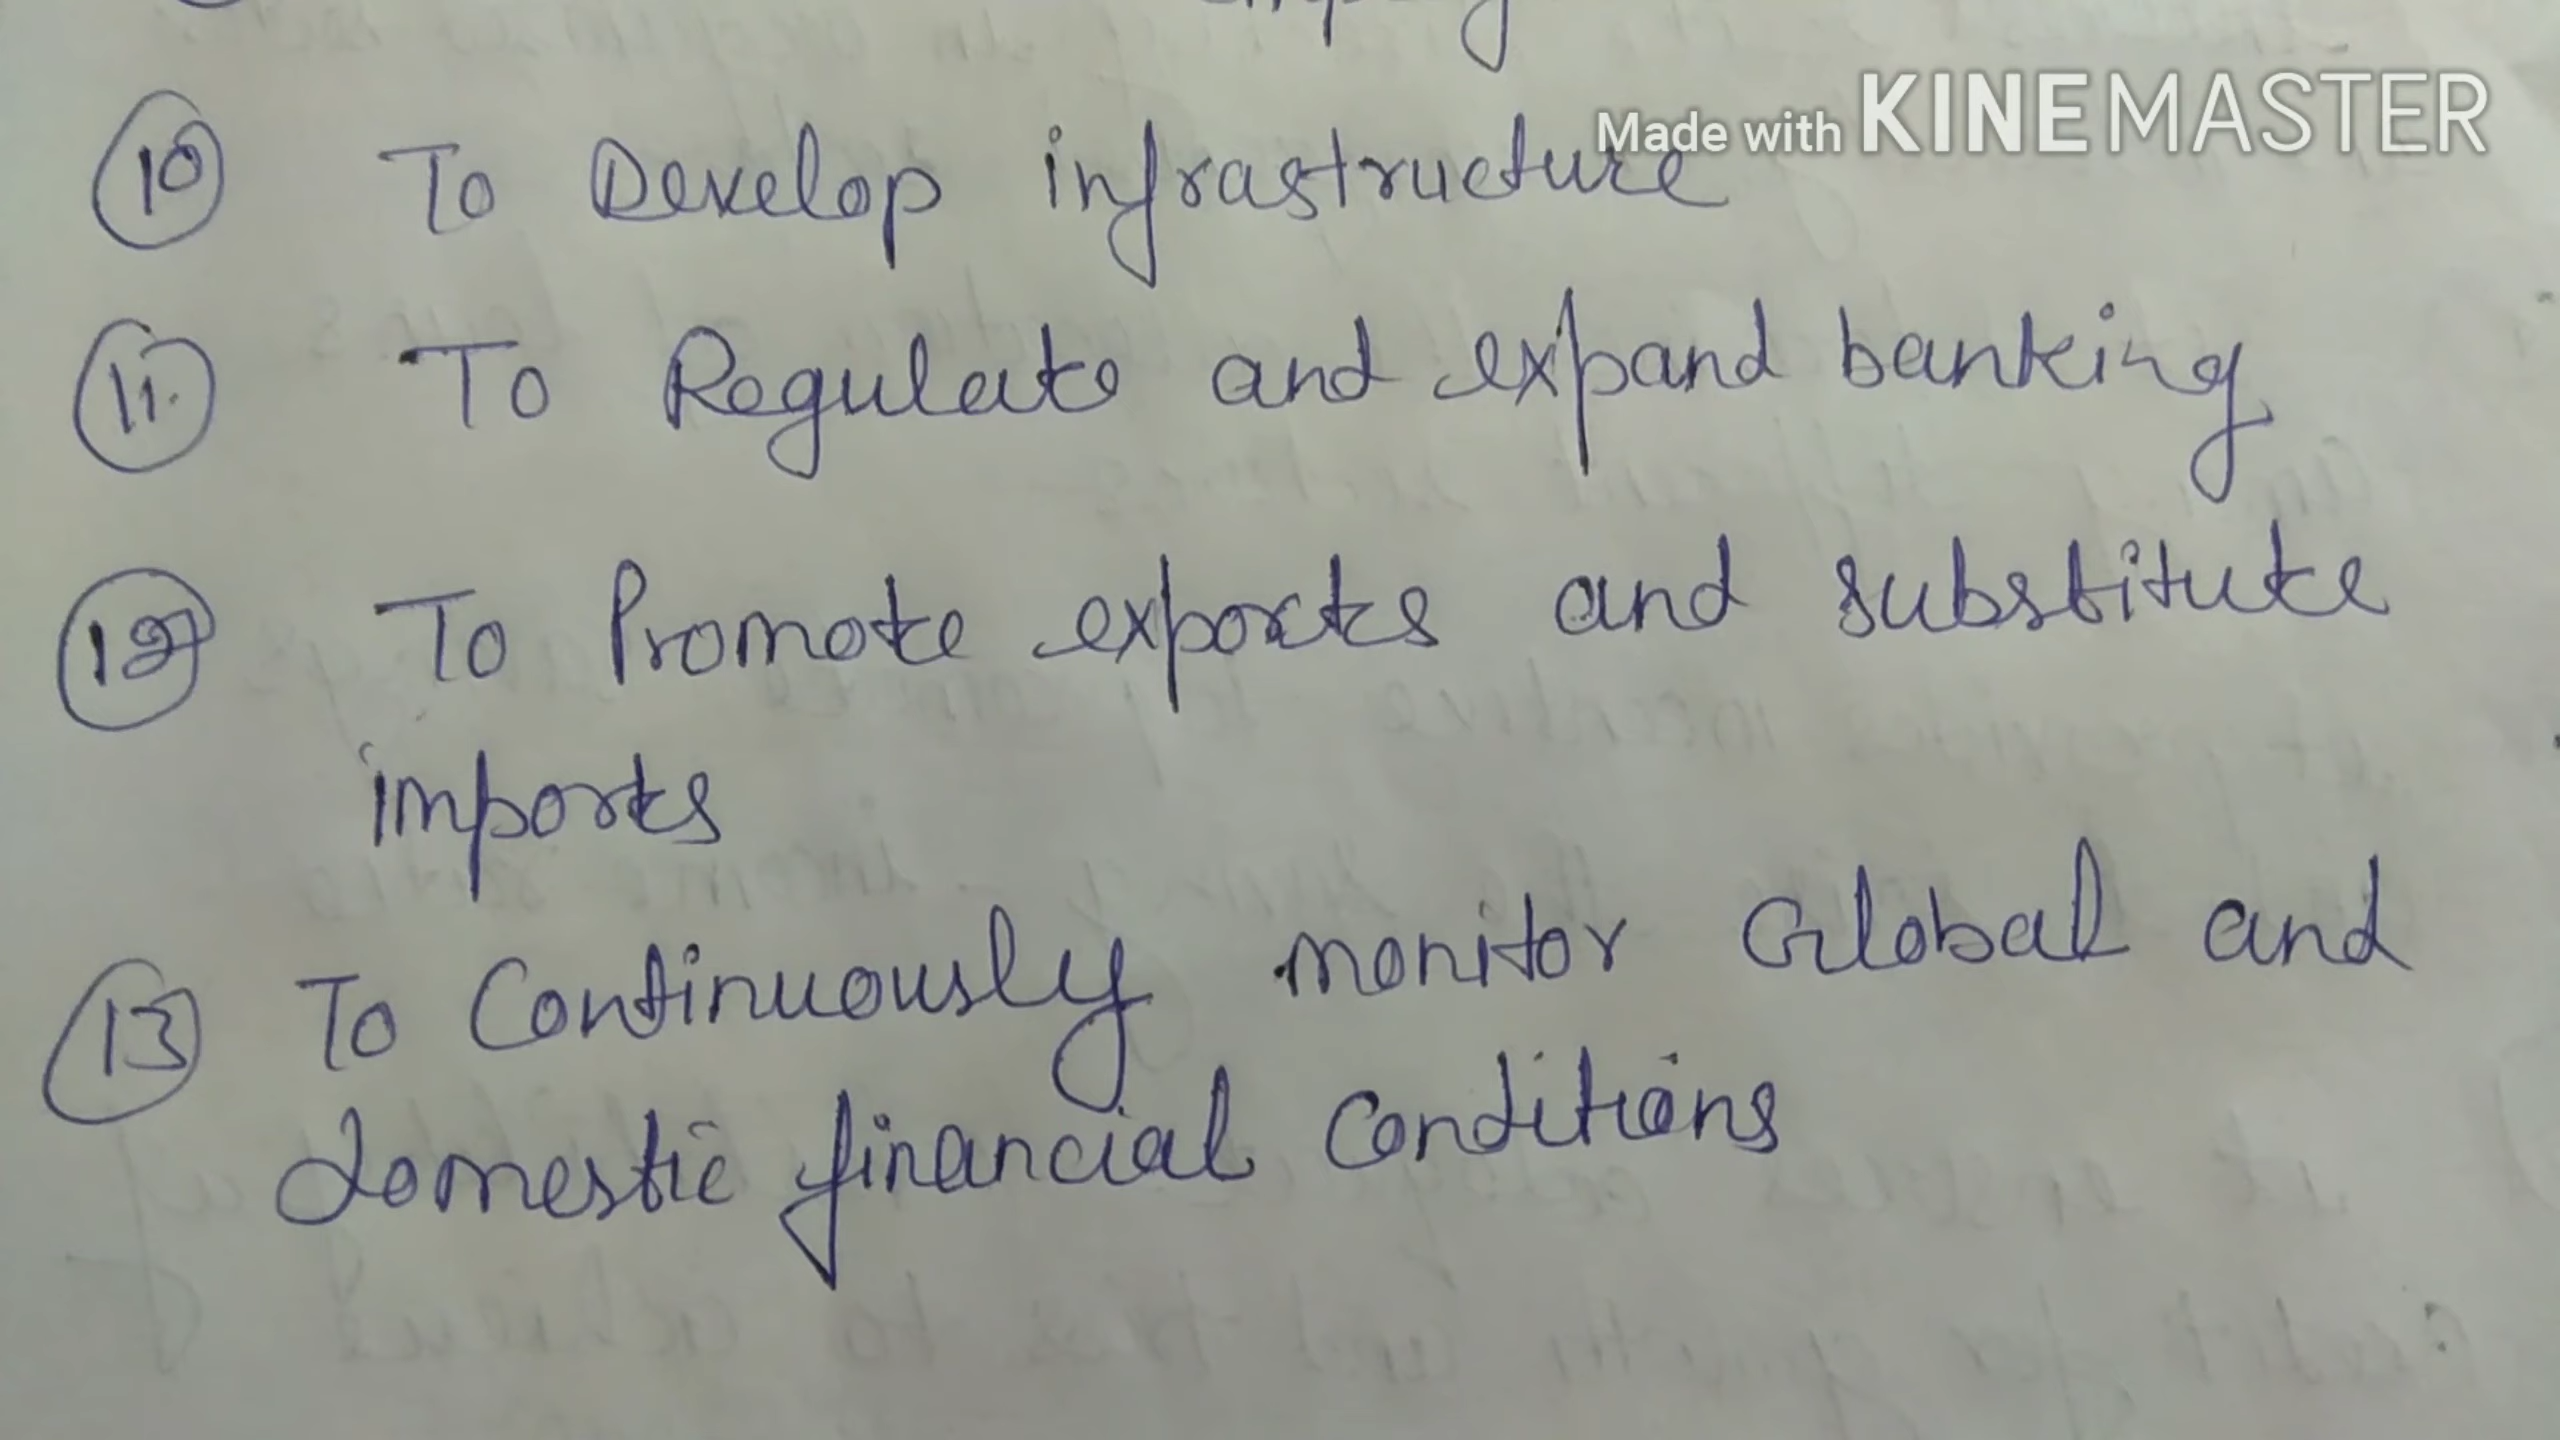 Made with KINEMASTER
10 To Develop infrastructure
11. To Regulate and expand banking
12 To Promote exports and substitute
imports
13 To Continuously monitor Global and
domestic financial Conditions